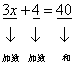 3x+4=40
↓ ↓ ↓
加数 加数 和